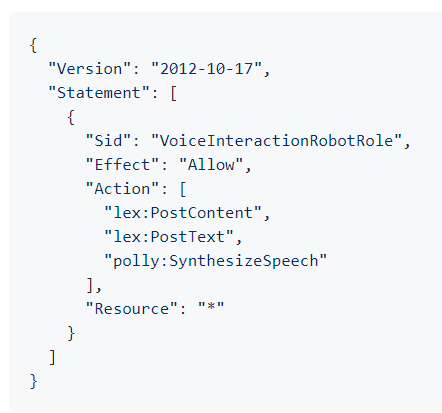 {
  "Version": "2012-10-17",
  "Statement": [
    {
      "Sid": "VoiceInteractionRobotRole",
      "Effect": "Allow",
      "Action": [
        "lex:PostContent",
        "lex:PostText",
        "polly:SynthesizeSpeech"
      ],
      "Resource": "*"
    }
  ]
}